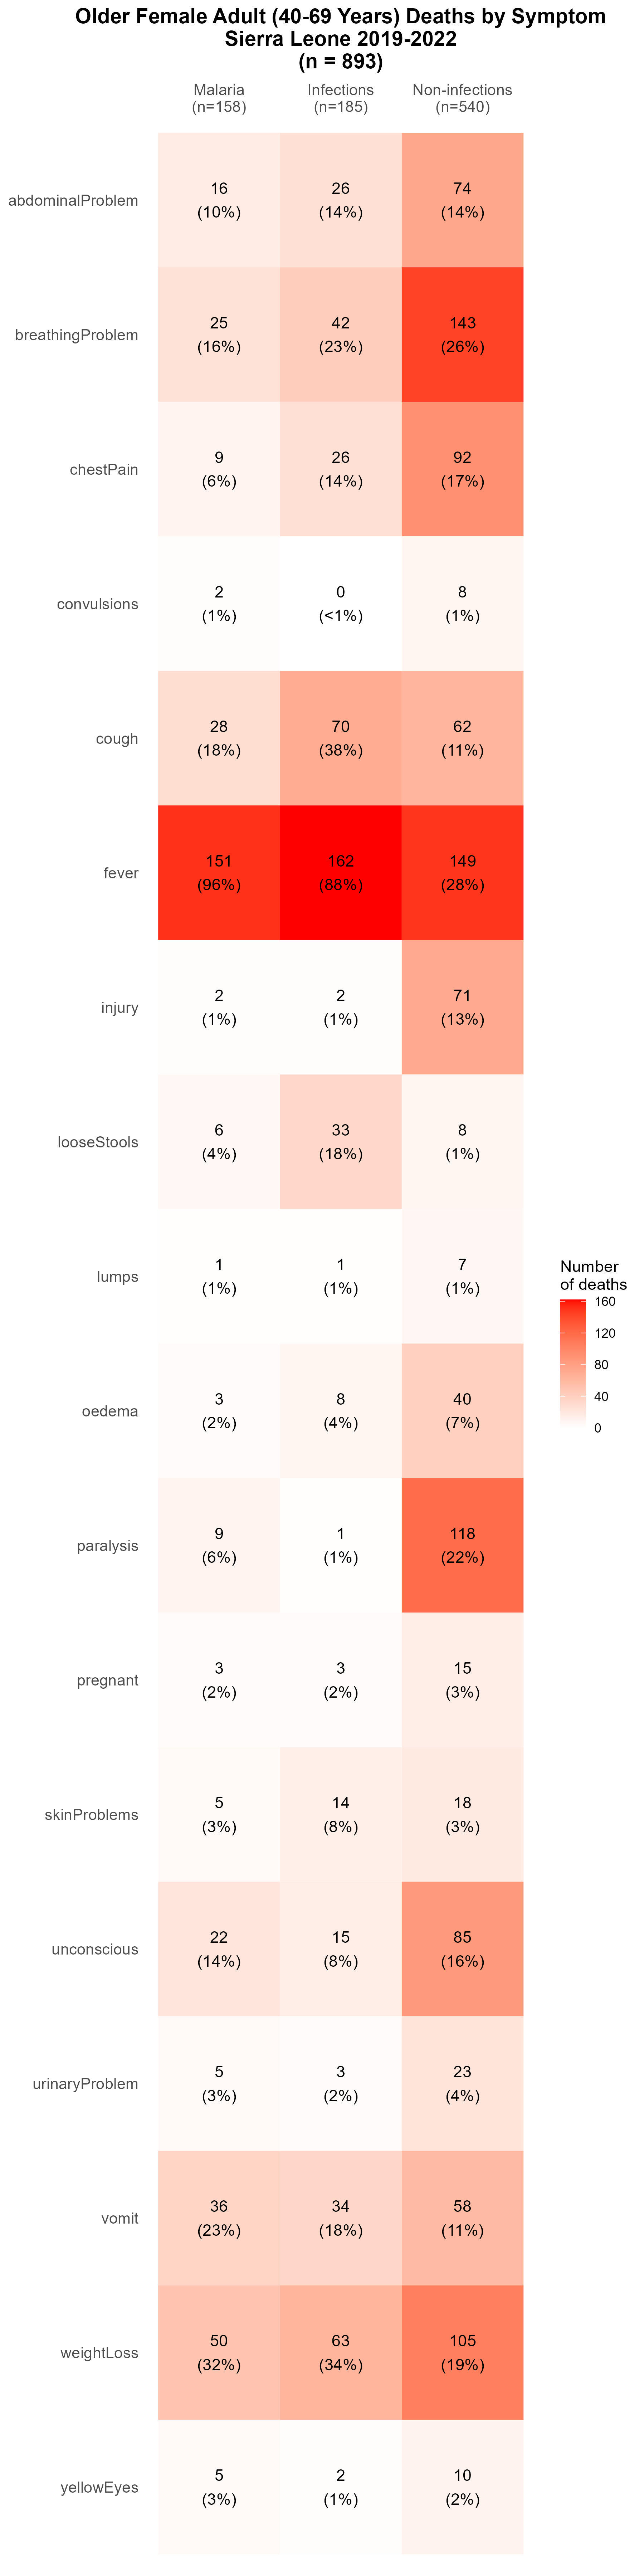 Older Female Adult (40-69 Years) Deaths by Symptom
Sierra Leone 2019-2022
(n = 893)
Malaria Infections Non-infections
(n=158) (n=185) (n=540)
abdominalProblem
16 26 74
(10%) (14%) (14%)
breathingProblem
25 42 143
(16%) (23%) (26%)
chestPain
9 26 92
(6%) (14%) (17%)
convulsions
2 0 8
(1%) (<1%) (1%)
cough
28 70 62
(18%) (38%) (11%)
fever
151 162 149
(96%) (88%) (28%)
injury
2 2 71
(1%) (1%) (13%)
looseStools
6 33 8
(4%) (18%) (1%)
lumps
1 1 7
(1%) (1%) (1%)
Number
of deaths
160
120
80
40
0
oedema
3 8 40
(2%) (4%) (7%)
paralysis
9 1 118
(6%) (1%) (22%)
pregnant
3 3 15
(2%) (2%) (3%)
skinProblems
5 14 18
(3%) (8%) (3%)
unconscious
22 15 85
(14%) (8%) (16%)
urinaryProblem
5 3 23
(3%) (2%) (4%)
vomit
36 34 58
(23%) (18%) (11%)
weightLoss
50 63 105
(32%) (34%) (19%)
yellowEyes
5 2 10
(3%) (1%) (2%)